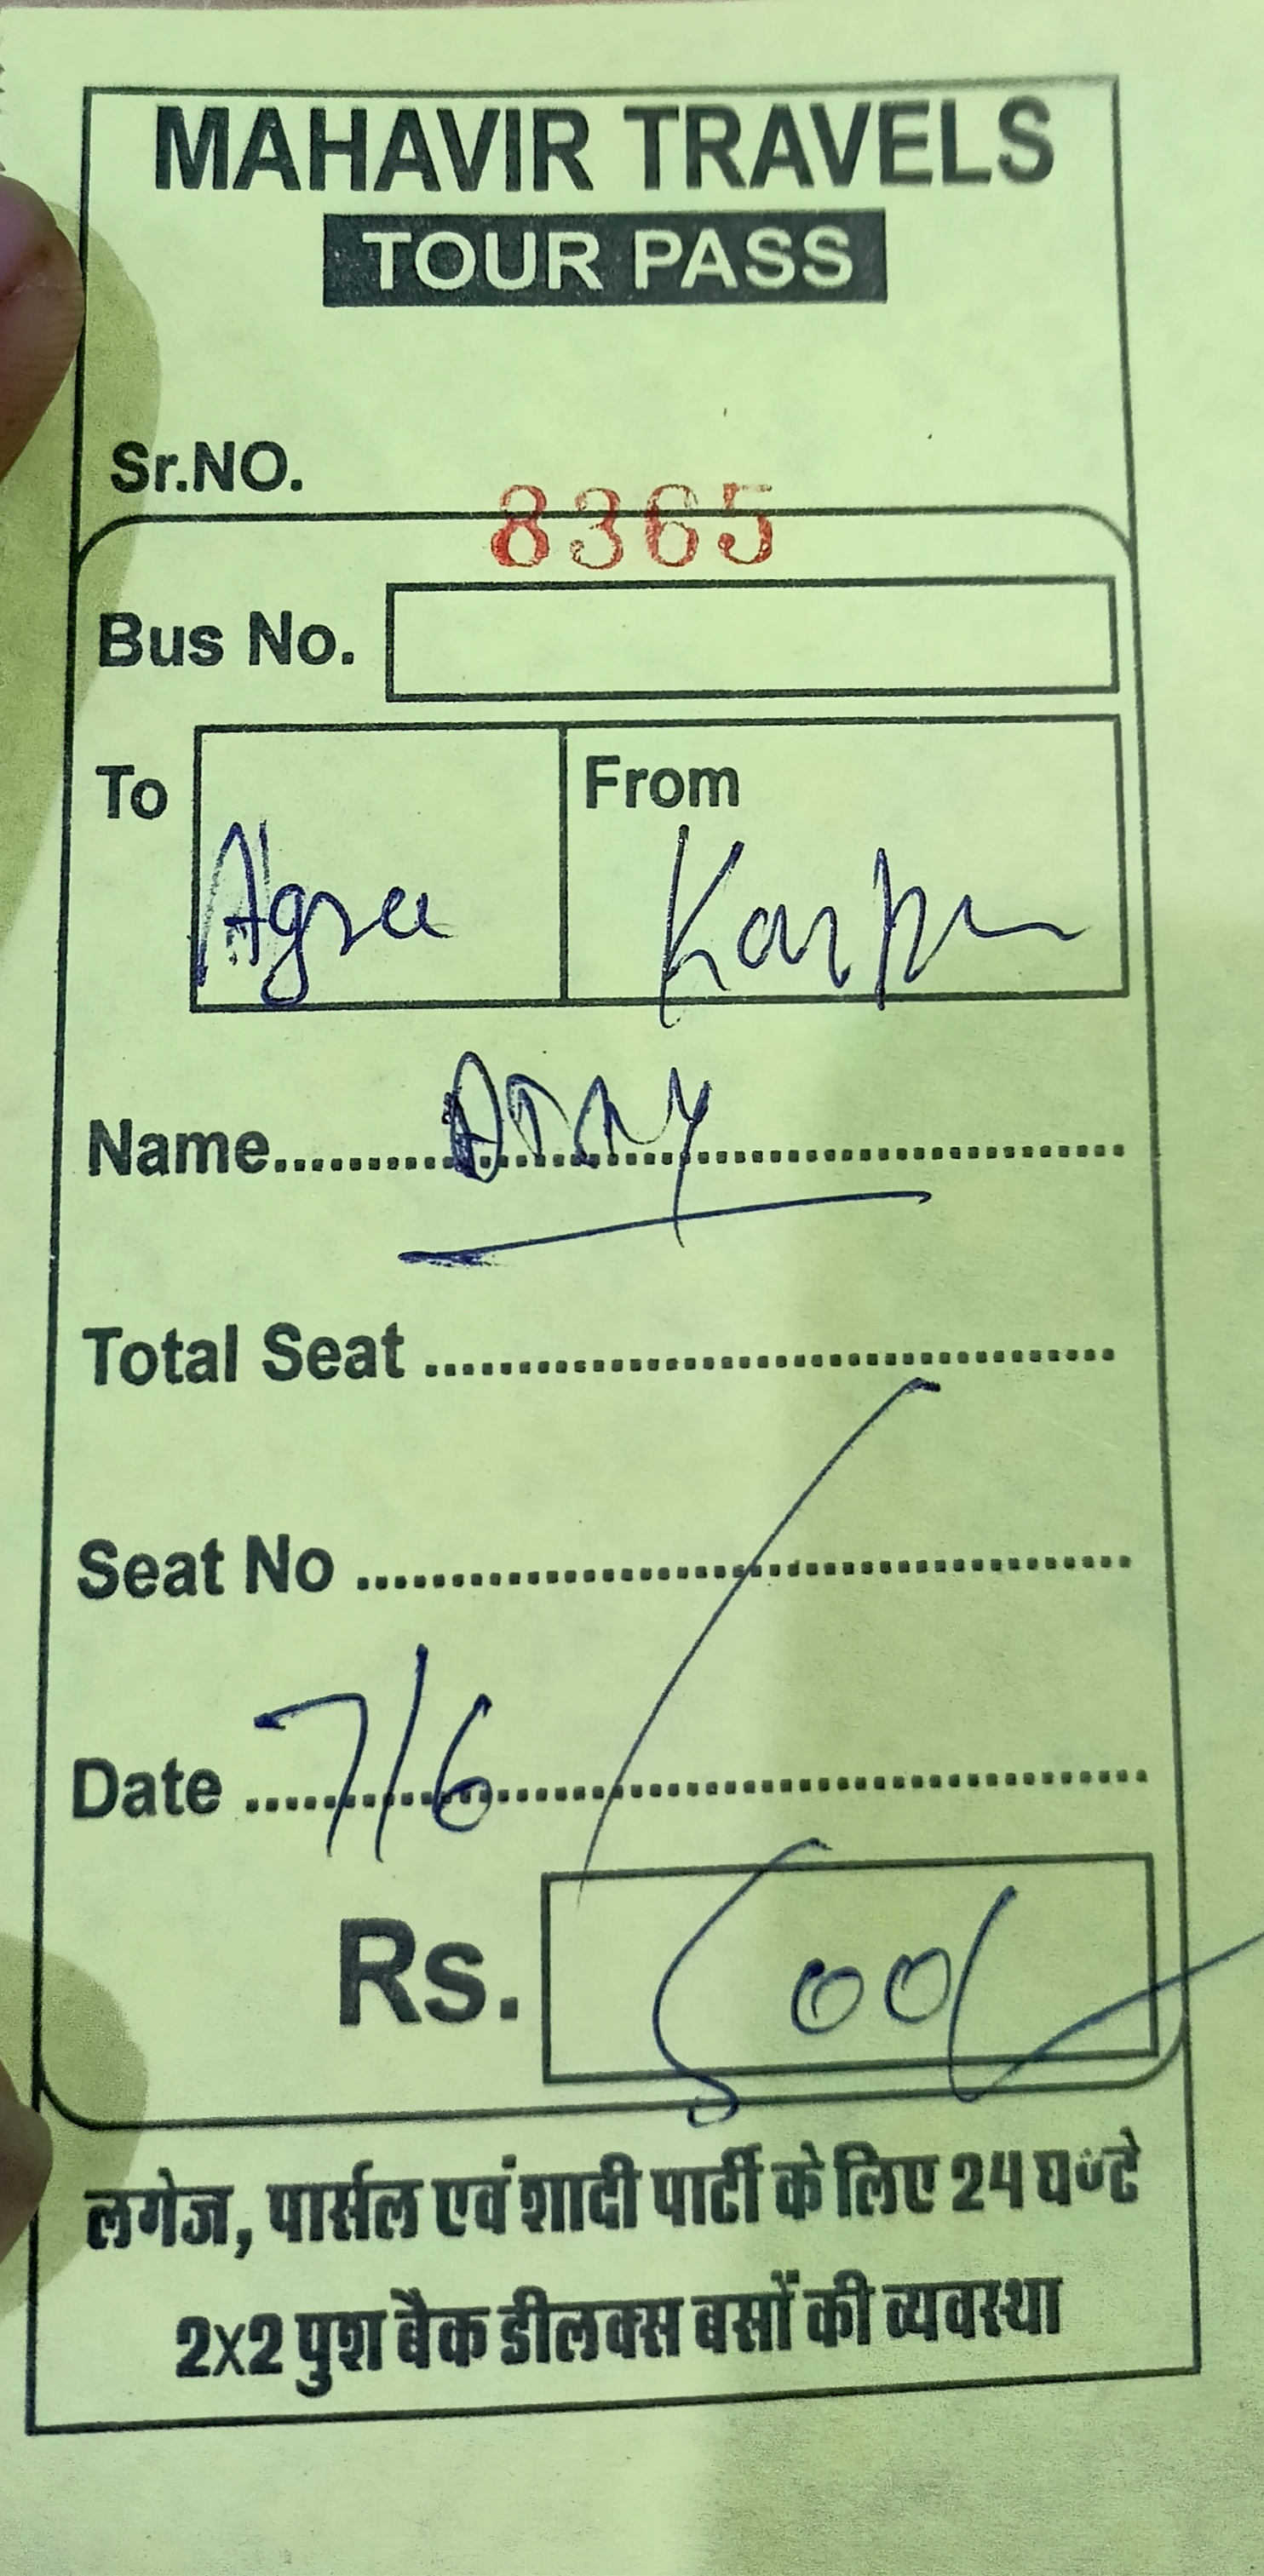 MAHAVIR TRAVELS
TOUR PASS
Sr.NO.
8365
Bus No.
To Agra From Kanpur
Name..........
Total Seat ..........
Seat No ..........
Date 7/6
Rs. 500/-
लगेज, पार्सल एवं शादी पार्टी के लिए 24 घण्टे
2x2 पुश बैक डीलक्स बसों की व्यवस्था